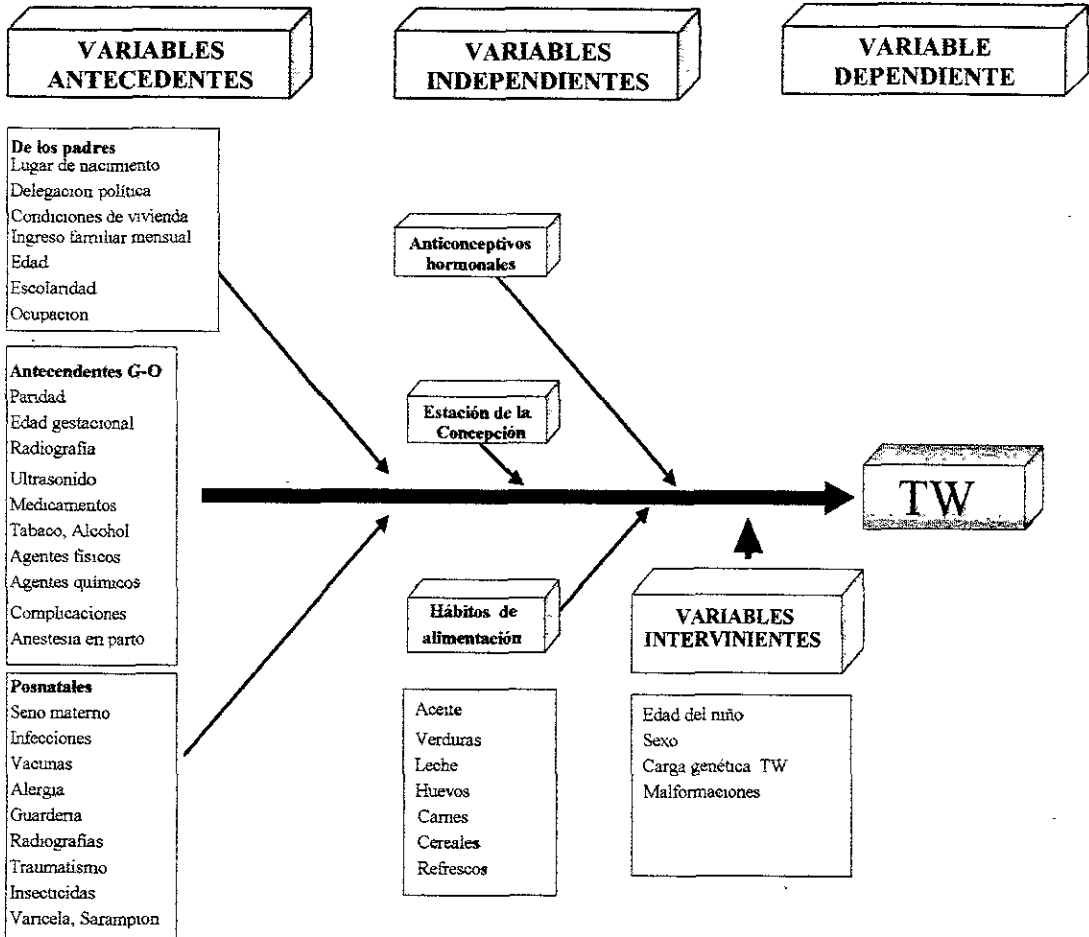 VARIABLES
ANTECEDENTES
VARIABLES
INDEPENDIENTES
VARIABLE
DEPENDIENTE
De los padres
Lugar de nacimiento
Delegacion política
Condiciones de vivienda
Ingreso familiar mensual
Edad
Escolaridad
Ocupacion
Antecendentes G-O
Paridad
Edad gestacional
Radiografia
Ultrasonido
Medicamentos
Tabaco, Alcohol
Agentes físicos
Agentes químicos
Complicaciones
Anestesia en parto
Posnatales
Seno materno
Infecciones
Vacunas
Alergia
Guarderia
Radiografias
Traumatismo
Insecticidas
Varicela, Sarampion
Anticonceptivos
hormonales
Estación de la
Concepción
Hábitos de
alimentación
Aceite
Verduras
Leche
Huevos
Carnes
Cereales
Refrescos
TW
VARIABLES
INTERVINIENTES
Edad del niño
Sexo
Carga genética TW
Malformaciones